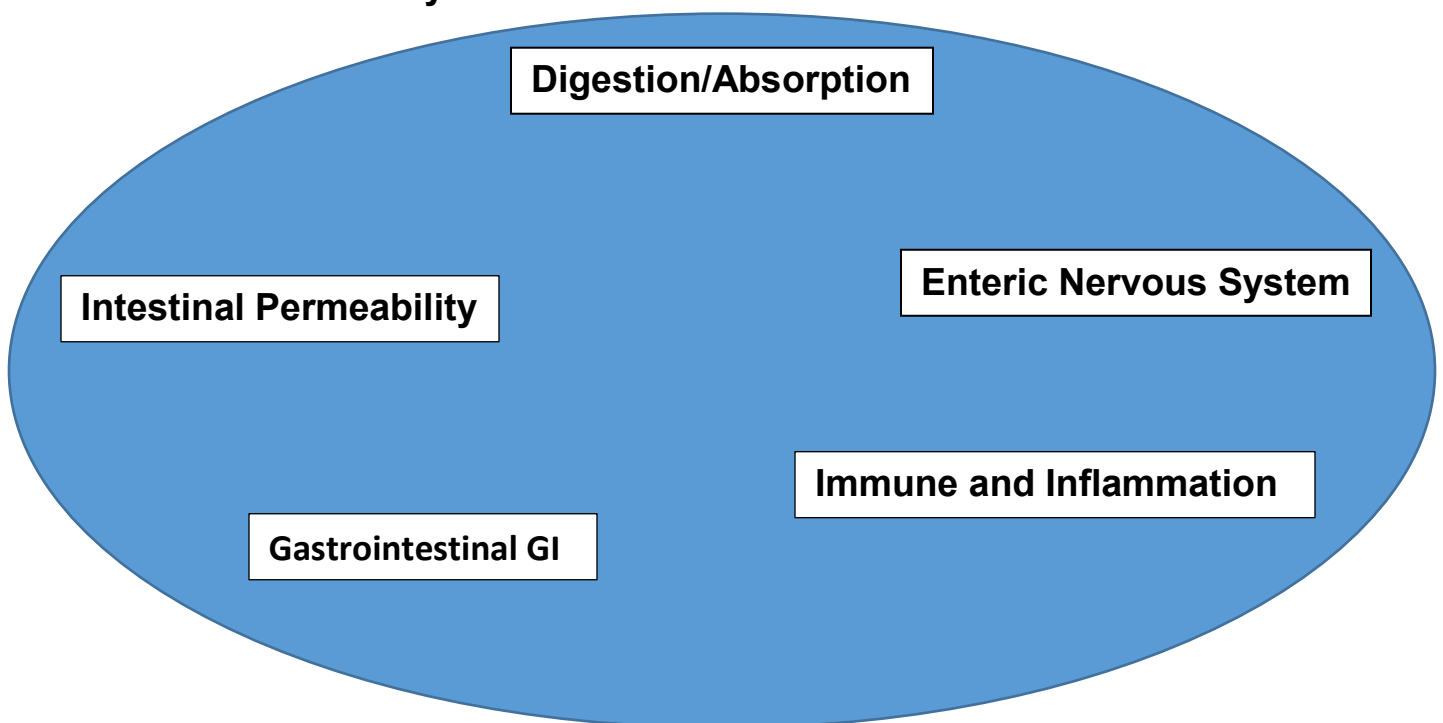 Digestion/Absorption
Enteric Nervous System
Intestinal Permeability
Immune and Inflammation
Gastrointestinal GI